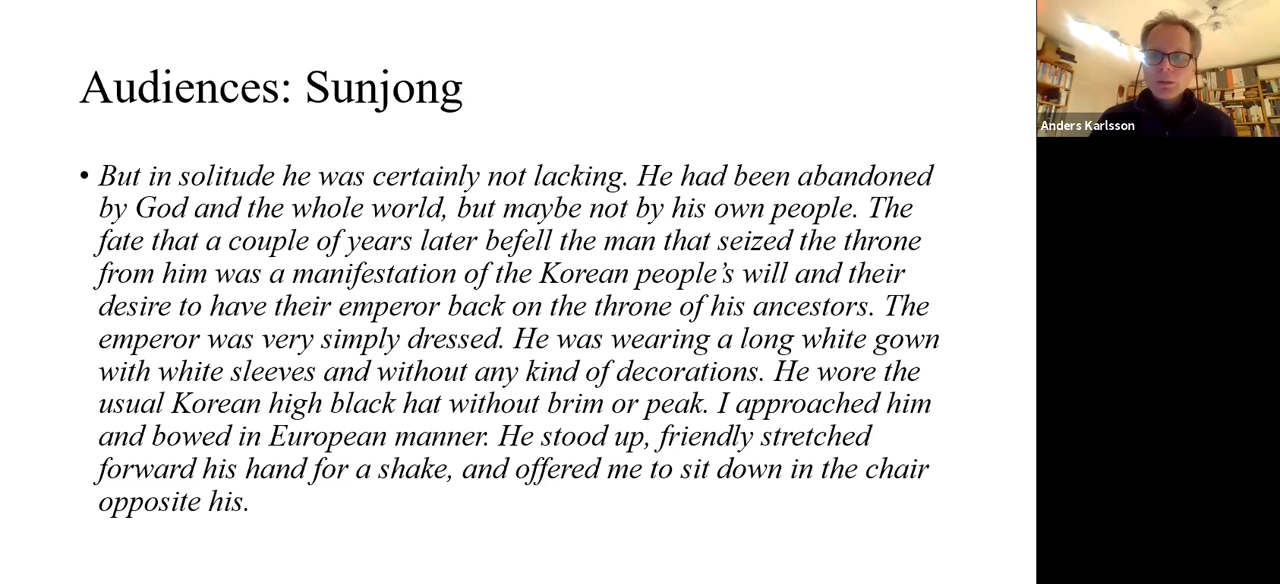 Audiences: Sunjong
• But in solitude he was certainly not lacking. He had been abandoned
by God and the whole world, but maybe not by his own people. The
fate that a couple of years later befell the man that seized the throne
from him was a manifestation of the Korean people’s will and their
desire to have their emperor back on the throne of his ancestors. The
emperor was very simply dressed. He was wearing a long white gown
with white sleeves and without any kind of decorations. He wore the
usual Korean high black hat without brim or peak. I approached him
and bowed in European manner. He stood up, friendly stretched
forward his hand for a shake, and offered me to sit down in the chair
opposite his.
Anders Karlsson